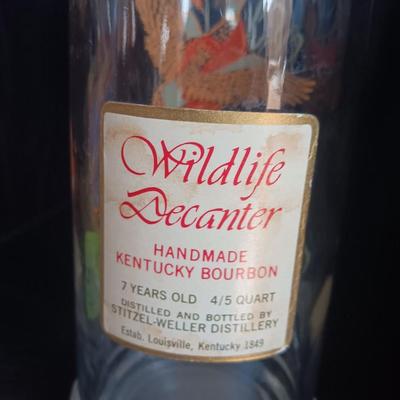 Wildlife
Decanter
HANDMADE
KENTUCKY BOURBON
7 YEARS OLD 4/5 QUART
DISTILLED AND BOTTLED BY
STITZEL-WELLER DISTILLERY
Estab. Louisville, Kentucky 1849